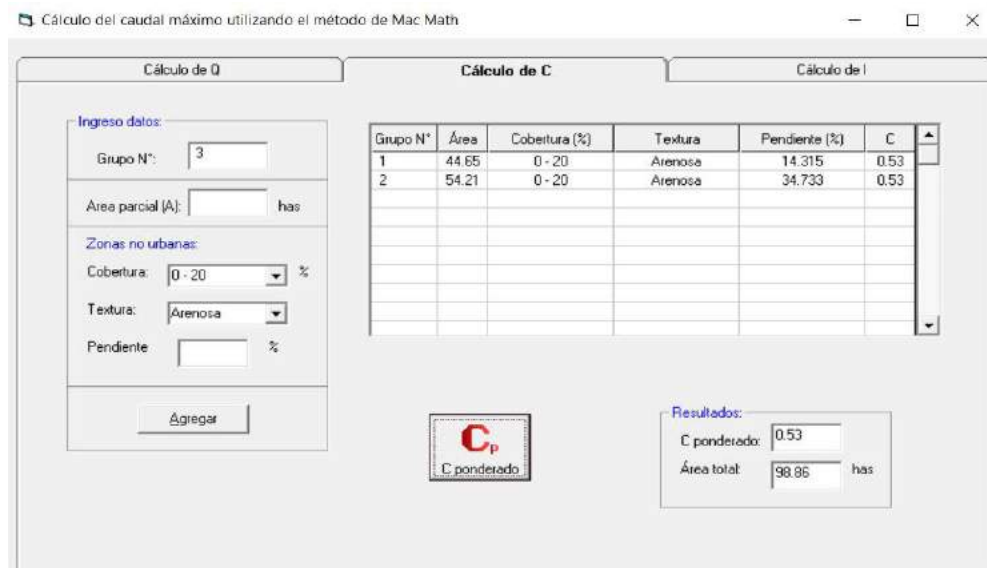 Cálculo del caudal máximo utilizando el método de Mac Math
Cálculo de Q
Cálculo de C
Cálculo de I
Ingreso datos:
Grupo N°: 3
Area parcial (A): has
Zonas no urbanas:
Cobertura: 0 - 20 %
Textura: Arenosa
Pendiente %
Agregar
Grupo N° Área Cobertura (%) Textura Pendiente (%) C
1 44.65 0 - 20 Arenosa 14.315 0.53
2 54.21 0 - 20 Arenosa 34.733 0.53
Cp
C ponderado
Resultados:
C ponderado: 0.53
Área total: 98.86 has